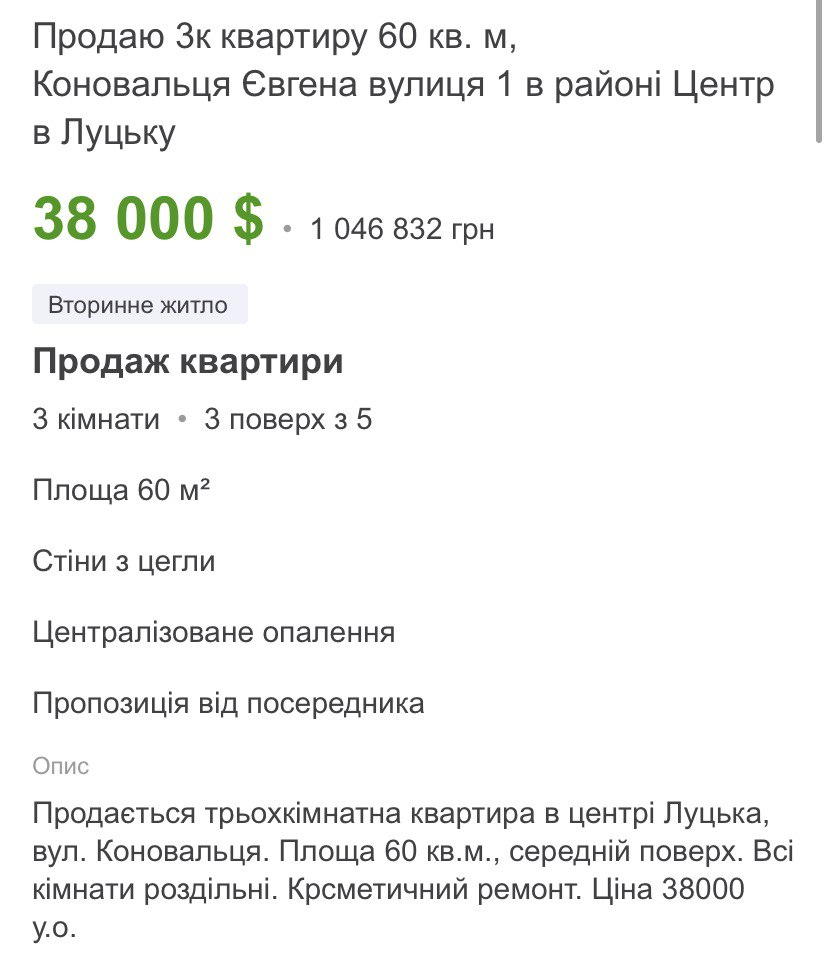 Продаю 3к квартиру 60 кв. м,
Коновальця Євгена вулиця 1 в районі Центр
в Луцьку
38 000 $ • 1 046 832 грн
Вторинне житло
Продаж квартири
3 кімнати • 3 поверх з 5
Площа 60 м²
Стіни з цегли
Централізоване опалення
Пропозиція від посередника
Опис
Продається трьохкімнатна квартира в центрі Луцька,
вул. Коновальця. Площа 60 кв.м., середній поверх. Всі
кімнати роздільні. Крсметичний ремонт. Ціна 38000
у.о.